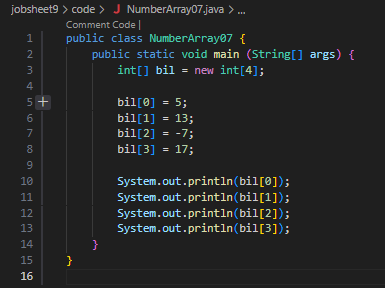 jobsheet9 > code > J NumberArray07.java > ...
Comment Code |
1 public class NumberArray07 {
2     public static void main (String[] args) {
3         int[] bil = new int[4];
4
5         bil[0] = 5;
6         bil[1] = 13;
7         bil[2] = -7;
8         bil[3] = 17;
9
10         System.out.println(bil[0]);
11         System.out.println(bil[1]);
12         System.out.println(bil[2]);
13         System.out.println(bil[3]);
14     }
15 }
16